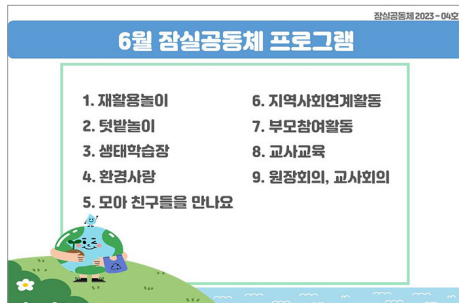 잠실공동체 2023 - 04호
6월 잠실공동체 프로그램
1. 재활용놀이
2. 텃밭놀이
3. 생태학습장
4. 환경사랑
5. 모아 친구들을 만나요
6. 지역사회연계활동
7. 부모참여활동
8. 교사교육
9. 원장회의, 교사회의